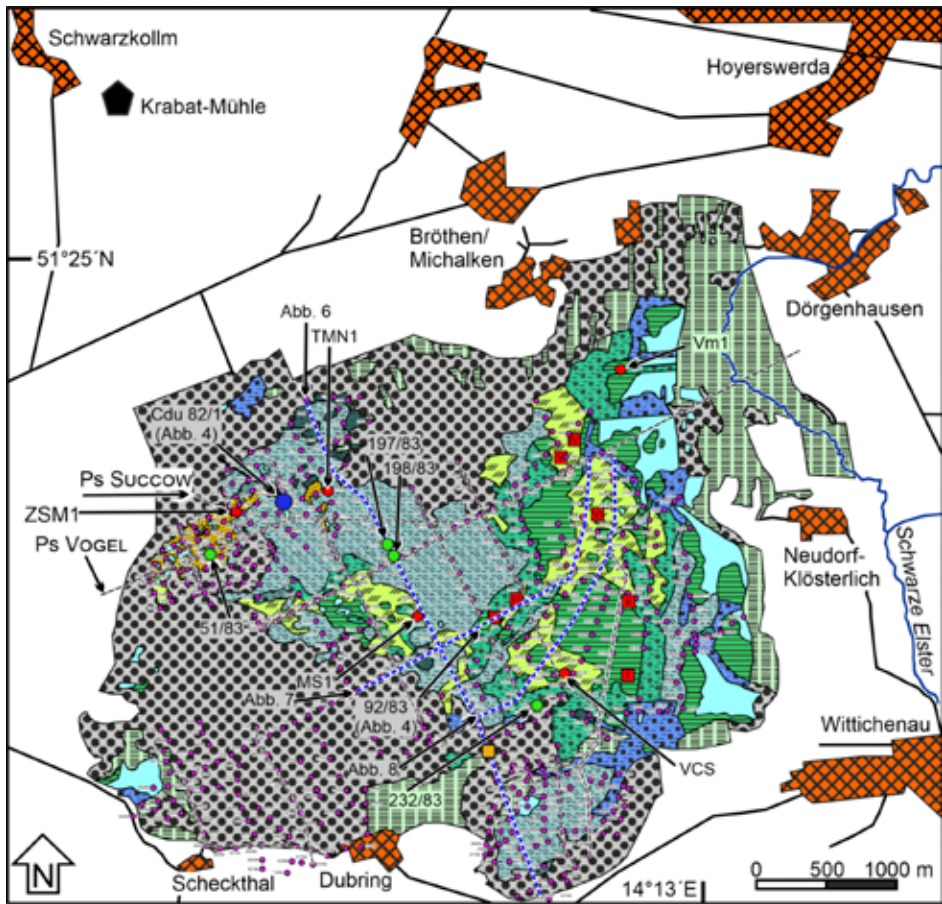 Schwarzkollm
Hoyerswerda
Krabat-Mühle
Bröthen/
Michalken
51°25´N
Dörgenhausen
Abb. 6
TMN1
Vm1
Cdu 82/1
(Abb. 4)
197/83
198/83
Ps Succow
ZSM1
Ps Vogel
Neudorf-
Klösterlich
Schwarze Elster
51/83
MS1
Abb. 7
92/83
(Abb. 4)
Wittichenau
Abb. 8
VCS
232/83
N
Scheckthal
Dubring
14°13´E
0
500
1000 m